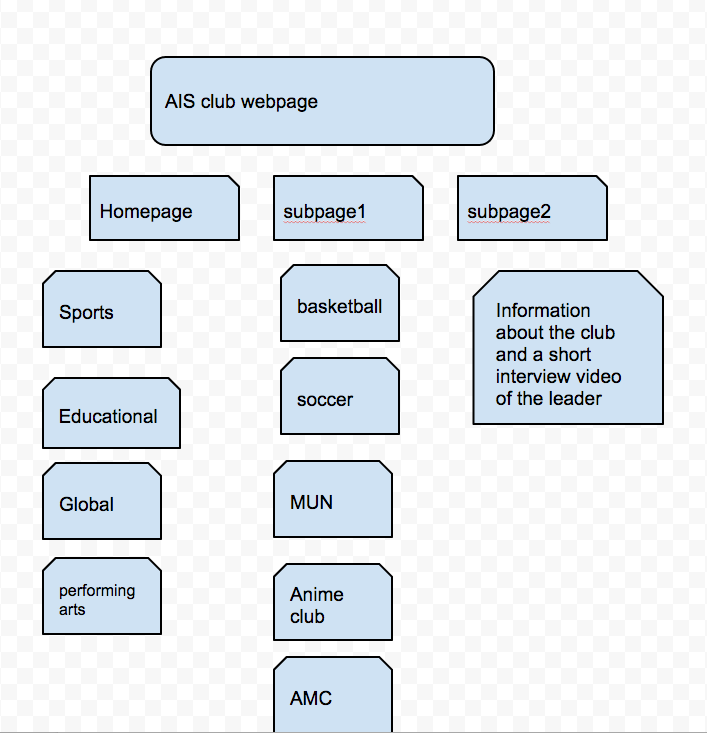 AIS club webpage
Homepage
subpage1
subpage2
Sports
Educational
Global
performing
arts
basketball
soccer
MUN
Anime
club
AMC
Information
about the club
and a short
interview video
of the leader